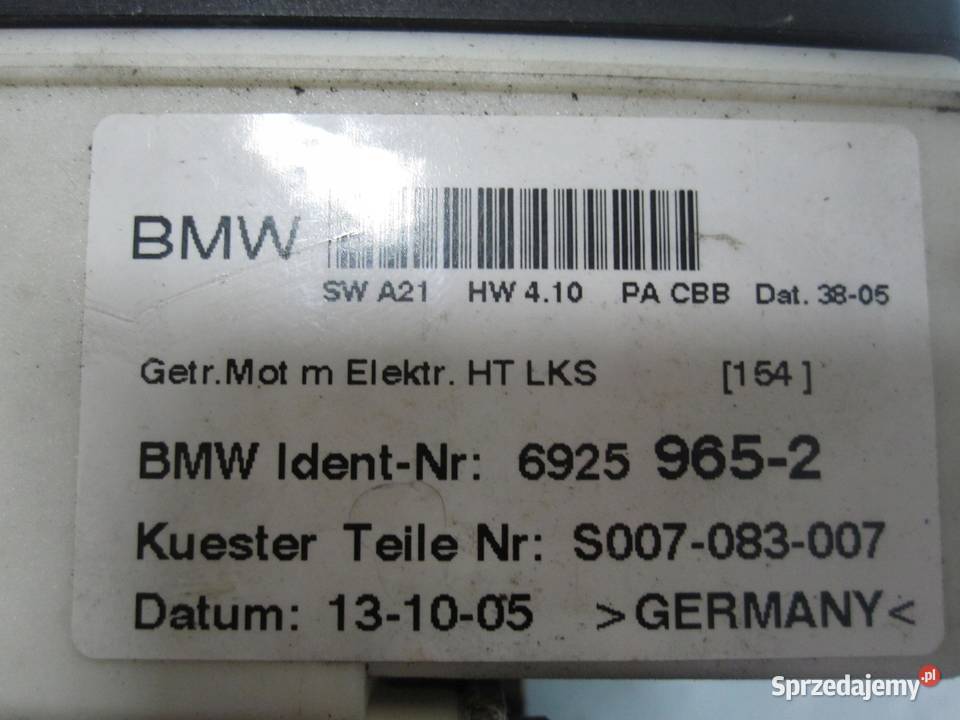 BMW
SW A21 HW 4.10 PA CBB Dat. 38-05
Getr.Mot m Elektr. HT LKS [154 ]
BMW Ident-Nr: 6925 965-2
Kuester Teile Nr: S007-083-007
Datum: 13-10-05 >GERMANY<
Sprzedajemy.pl